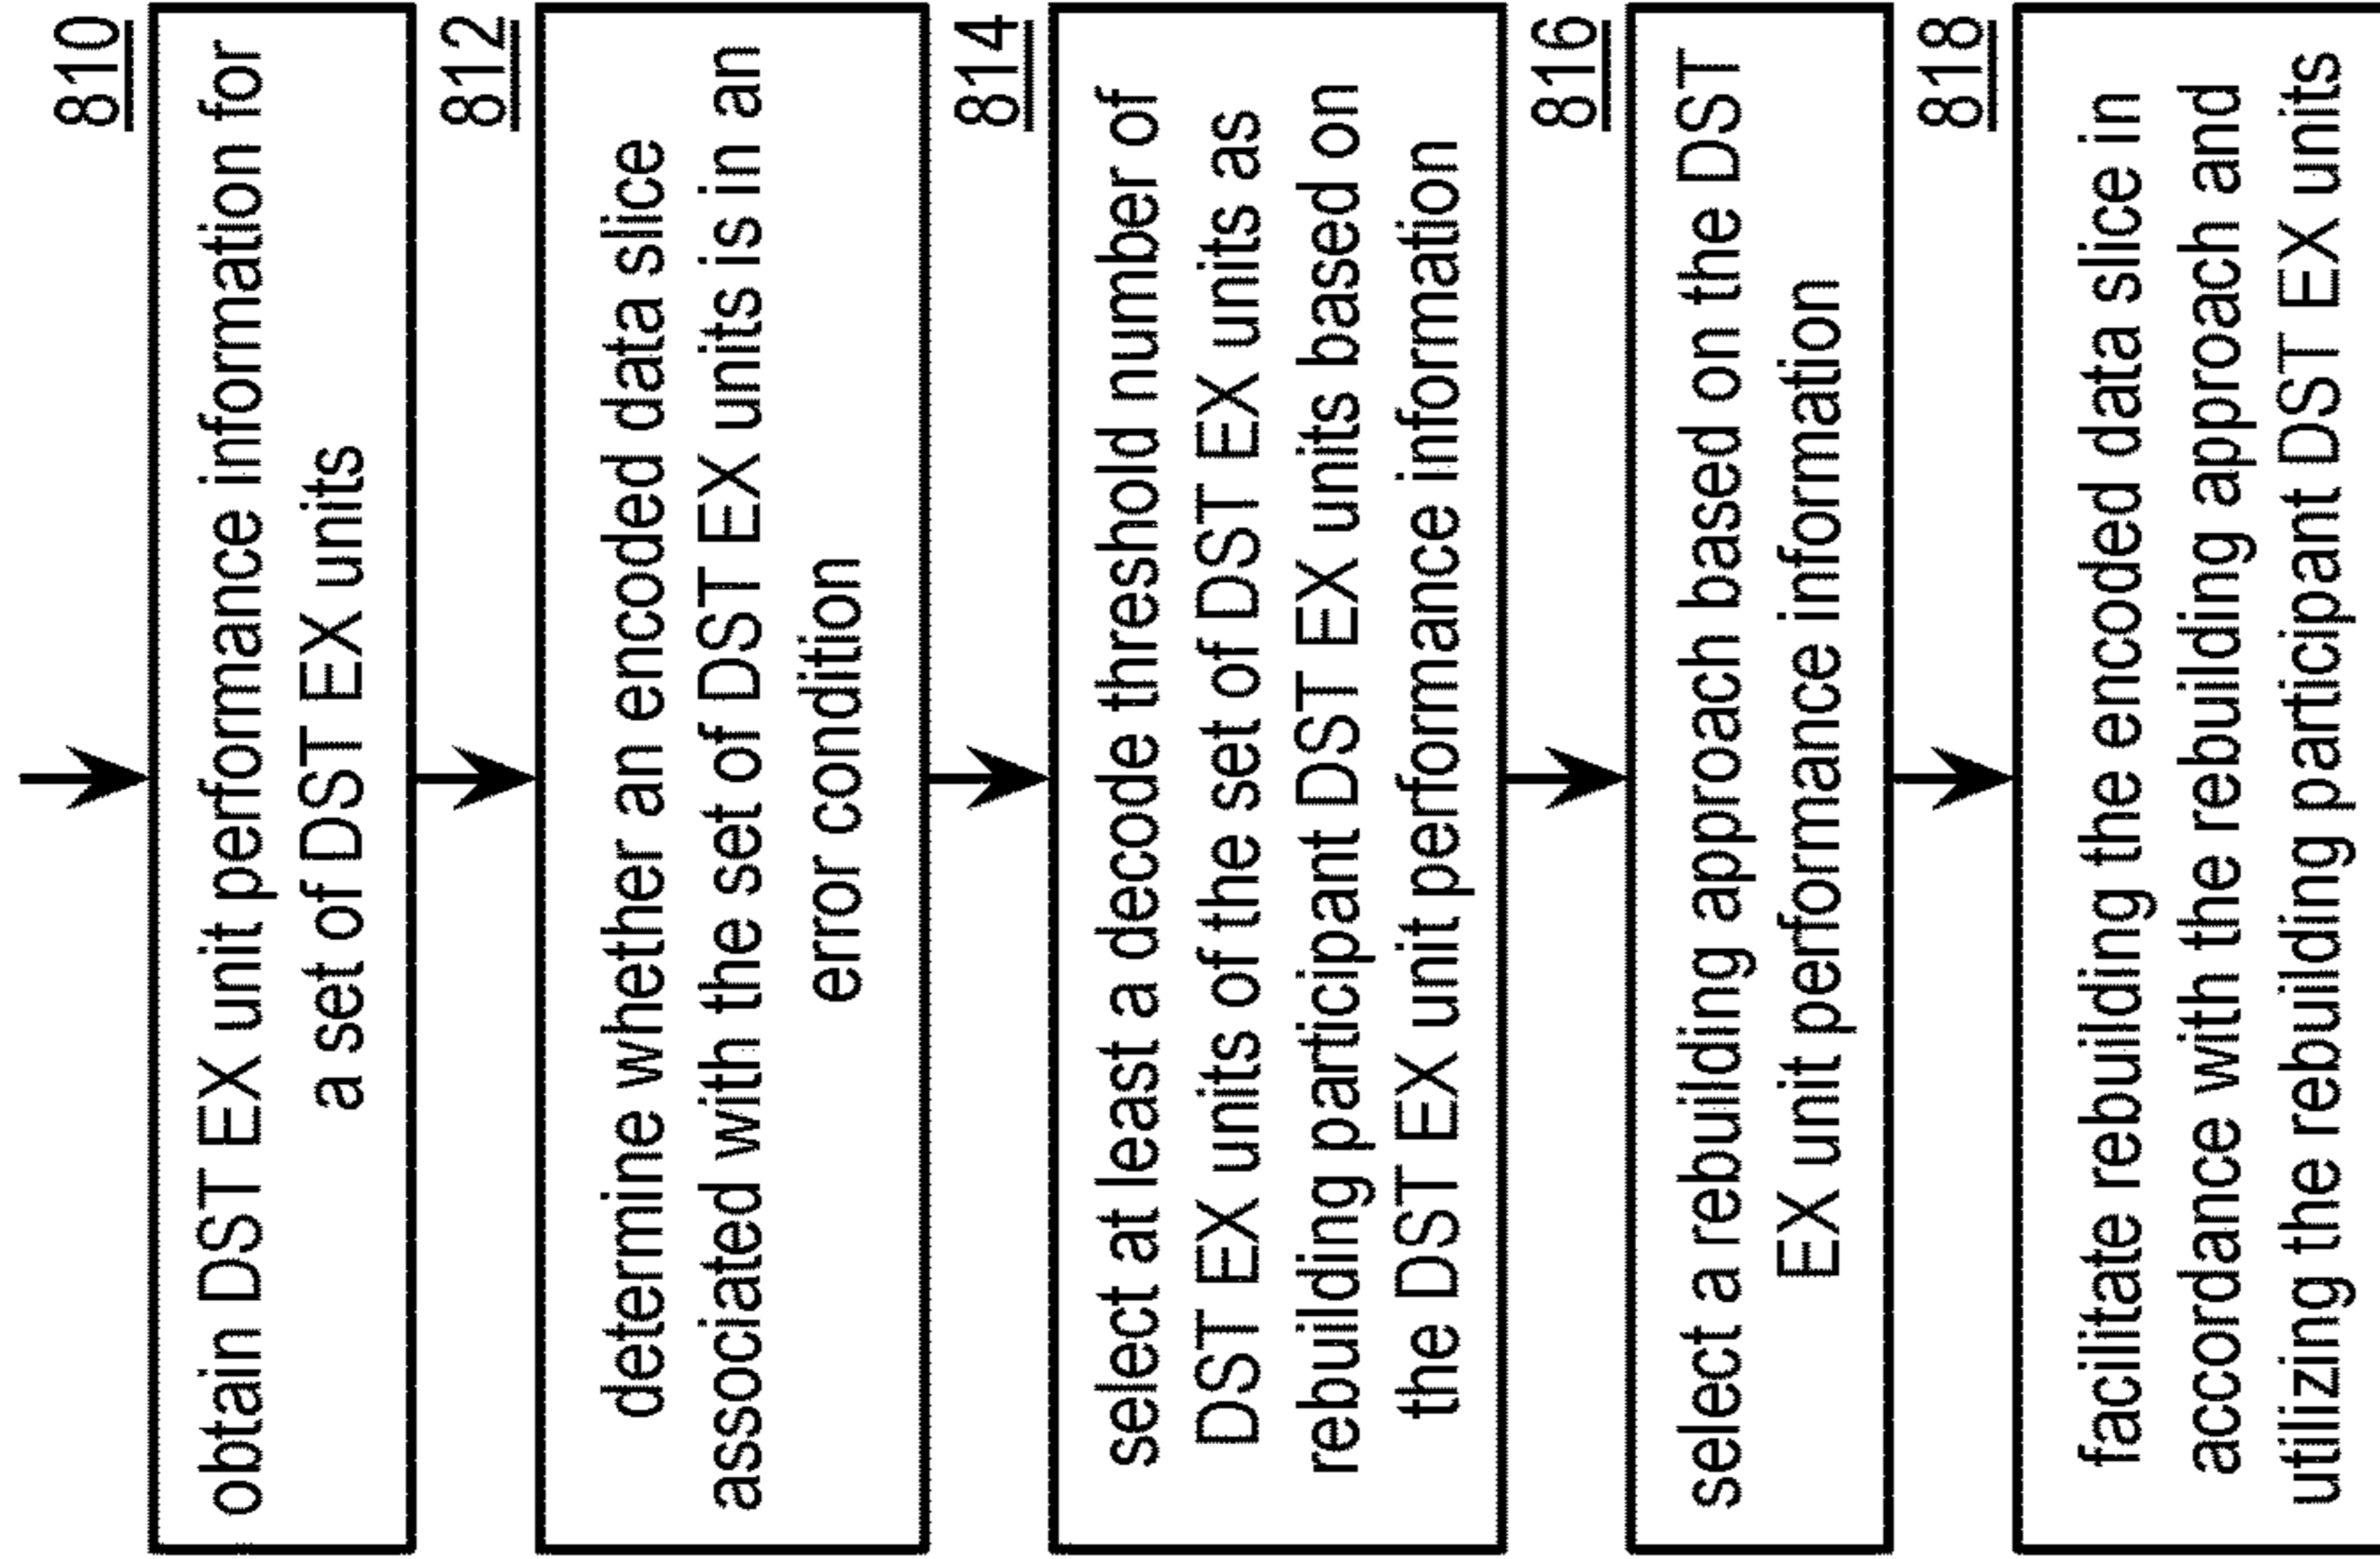 810
obtain DST EX unit performance information for
a set of DST EX units
812
determine whether an encoded data slice
associated with the set of DST EX units is in an
error condition
814
select at least a decode threshold number of
DST EX units of the set of DST EX units as
rebuilding participant DST EX units based on
the DST EX unit performance information
816
select a rebuilding approach based on the DST
EX unit performance information
818
facilitate rebuilding the encoded data slice in
accordance with the rebuilding approach and
utilizing the rebuilding participant DST EX units